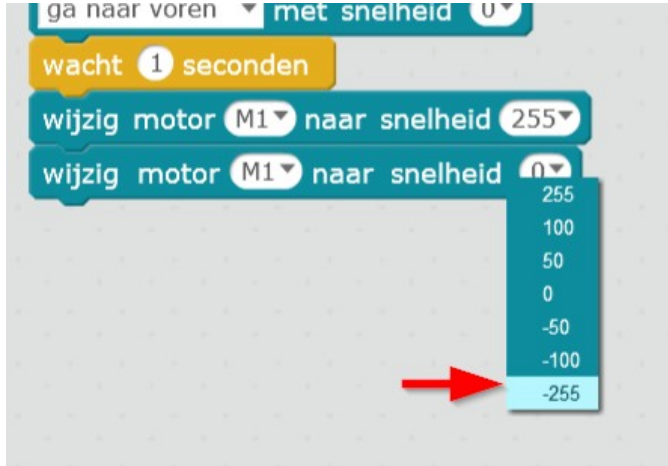 ga naar voren met snelheid 0
wacht 1 seconden
wijzig motor M1 naar snelheid 255
wijzig motor M1 naar snelheid 0
255
100
50
0
-50
-100
-255